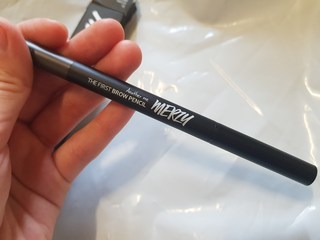 THE FIRST BROW PENCIL
MERZY